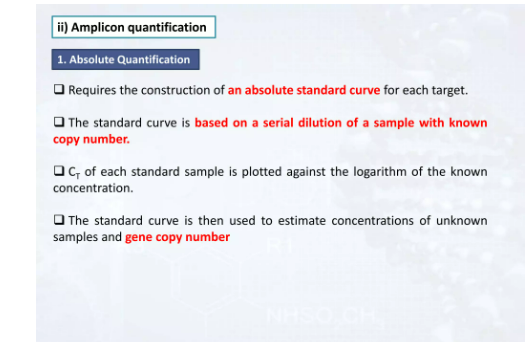 ii) Amplicon quantification
1. Absolute Quantification
❑ Requires the construction of an absolute standard curve for each target.
❑ The standard curve is based on a serial dilution of a sample with known
copy number.
❑ CT of each standard sample is plotted against the logarithm of the known
concentration.
❑ The standard curve is then used to estimate concentrations of unknown
samples and gene copy number
NHSO2CH3